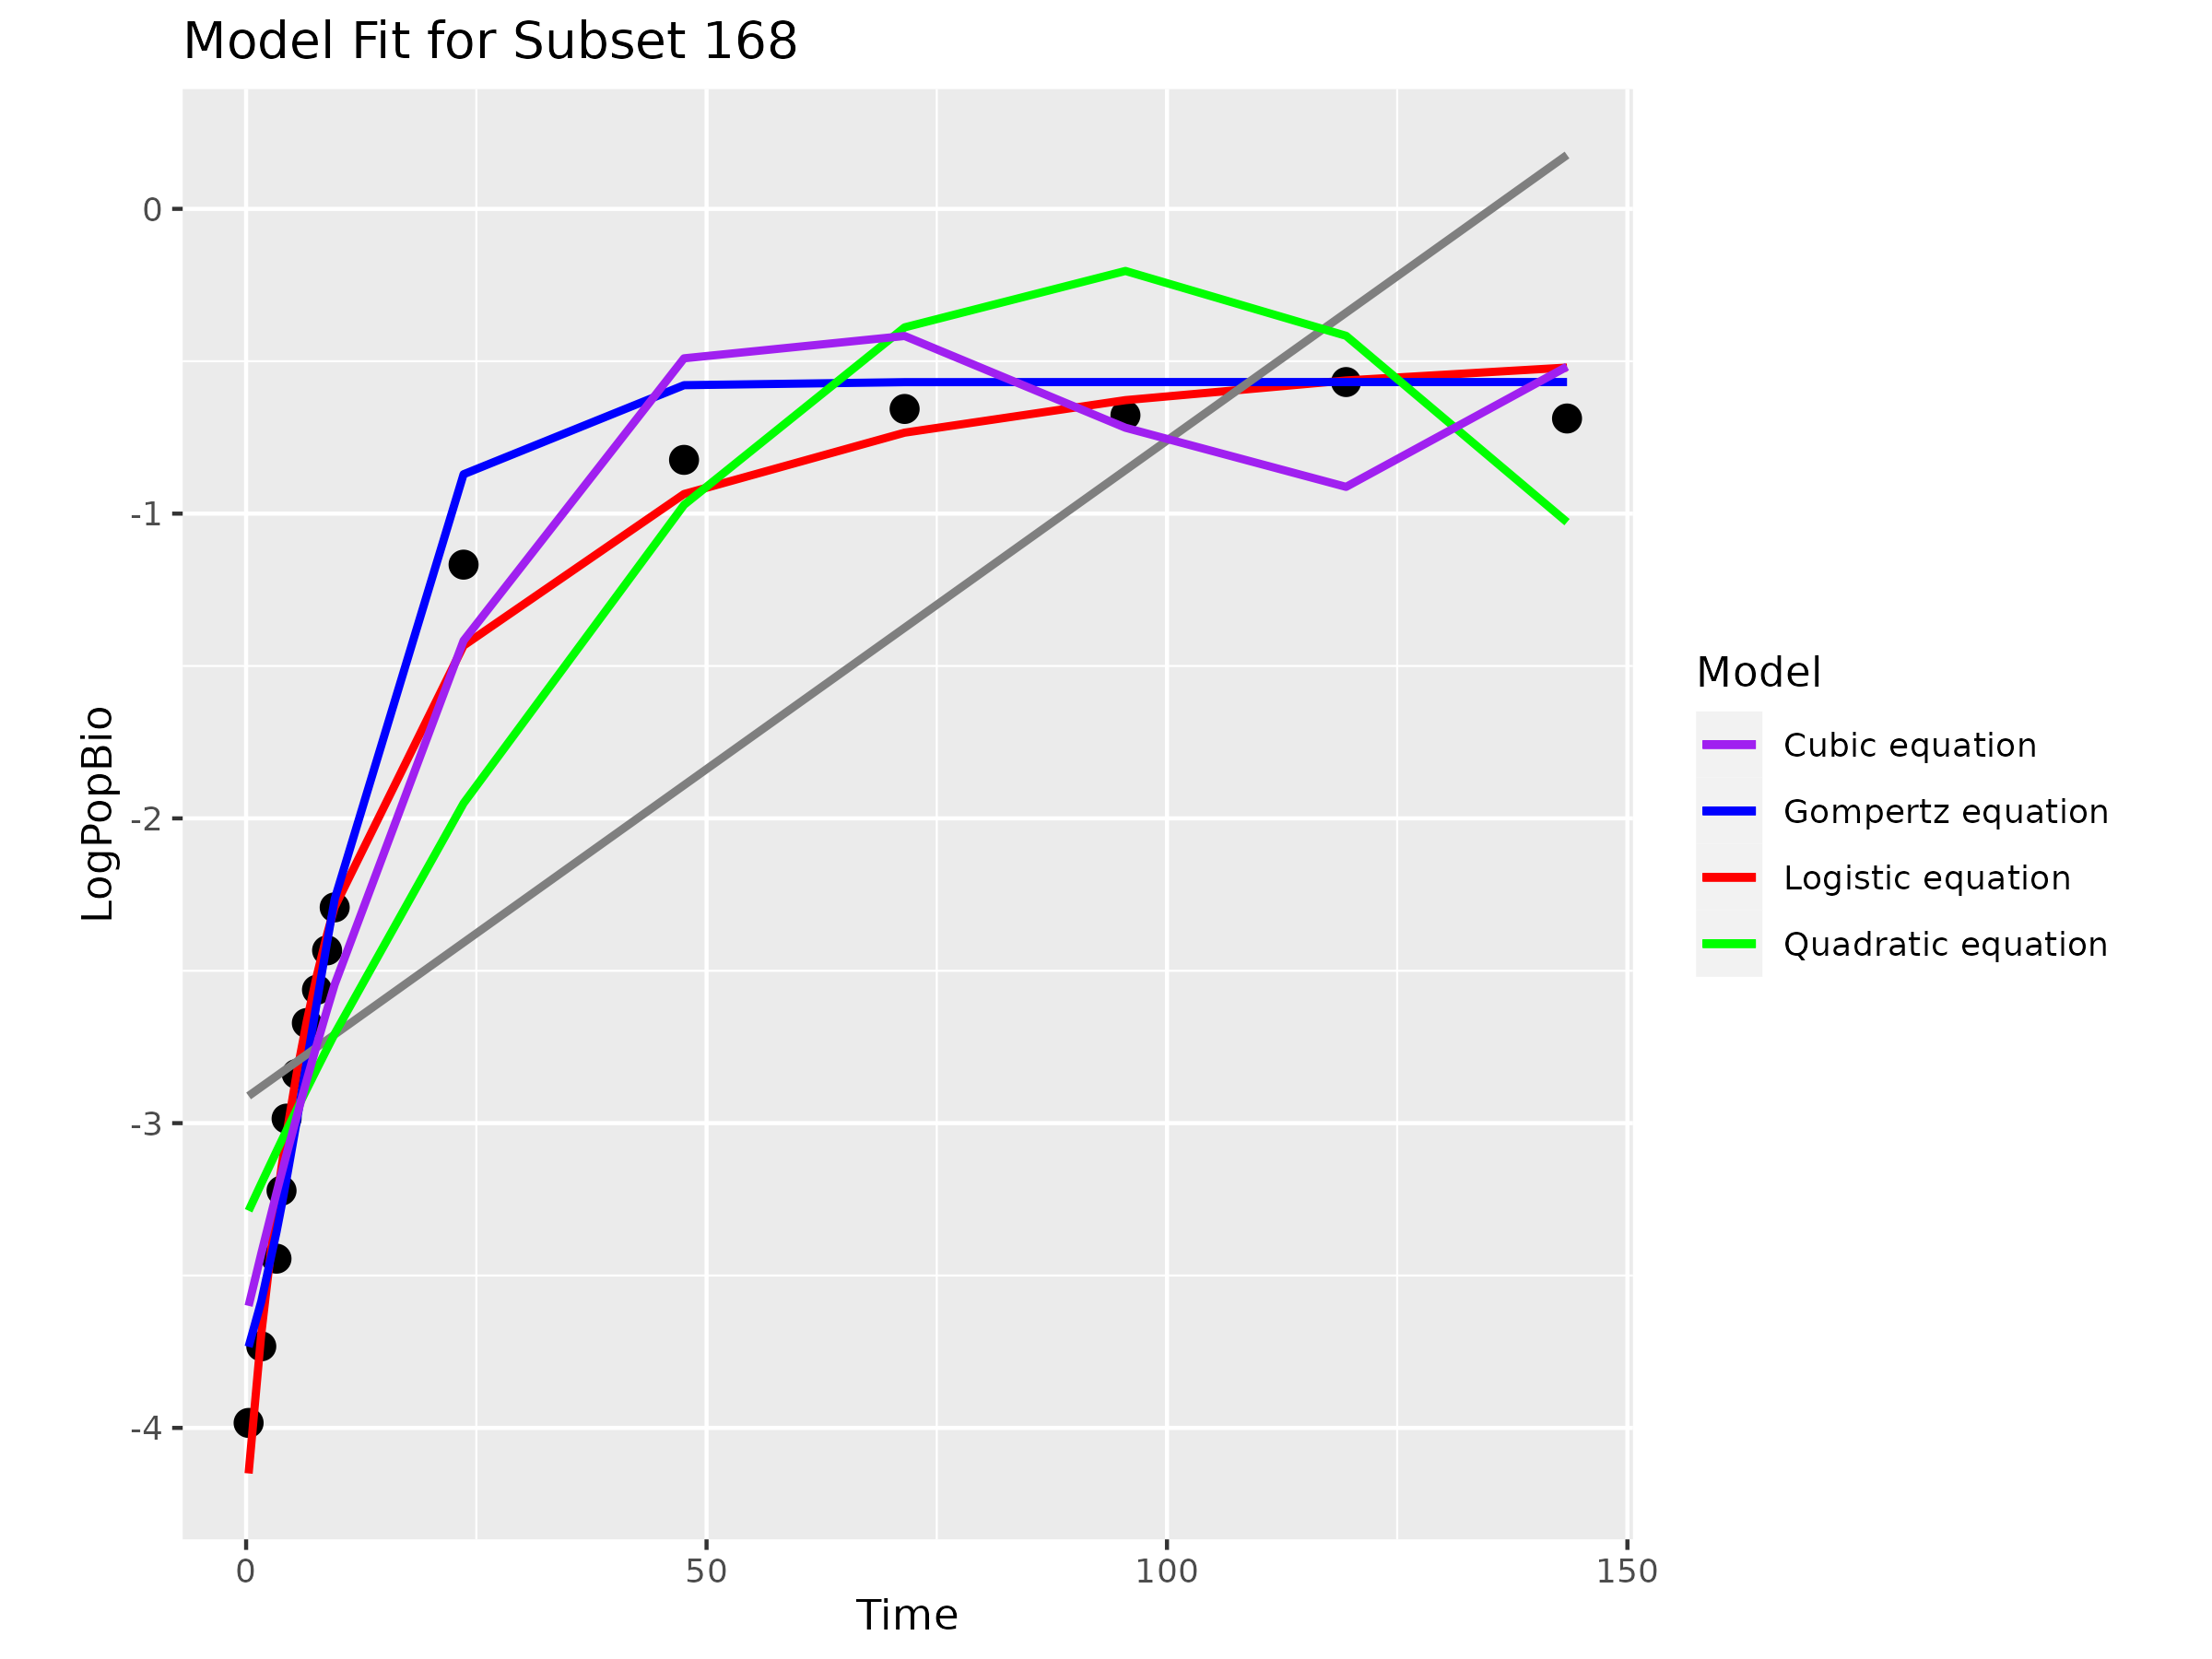 Model Fit for Subset 168
LogPopBio
0
-1
-2
-3
-4
0 50 100 150
Time
Model
Cubic equation
Gompertz equation
Logistic equation
Quadratic equation